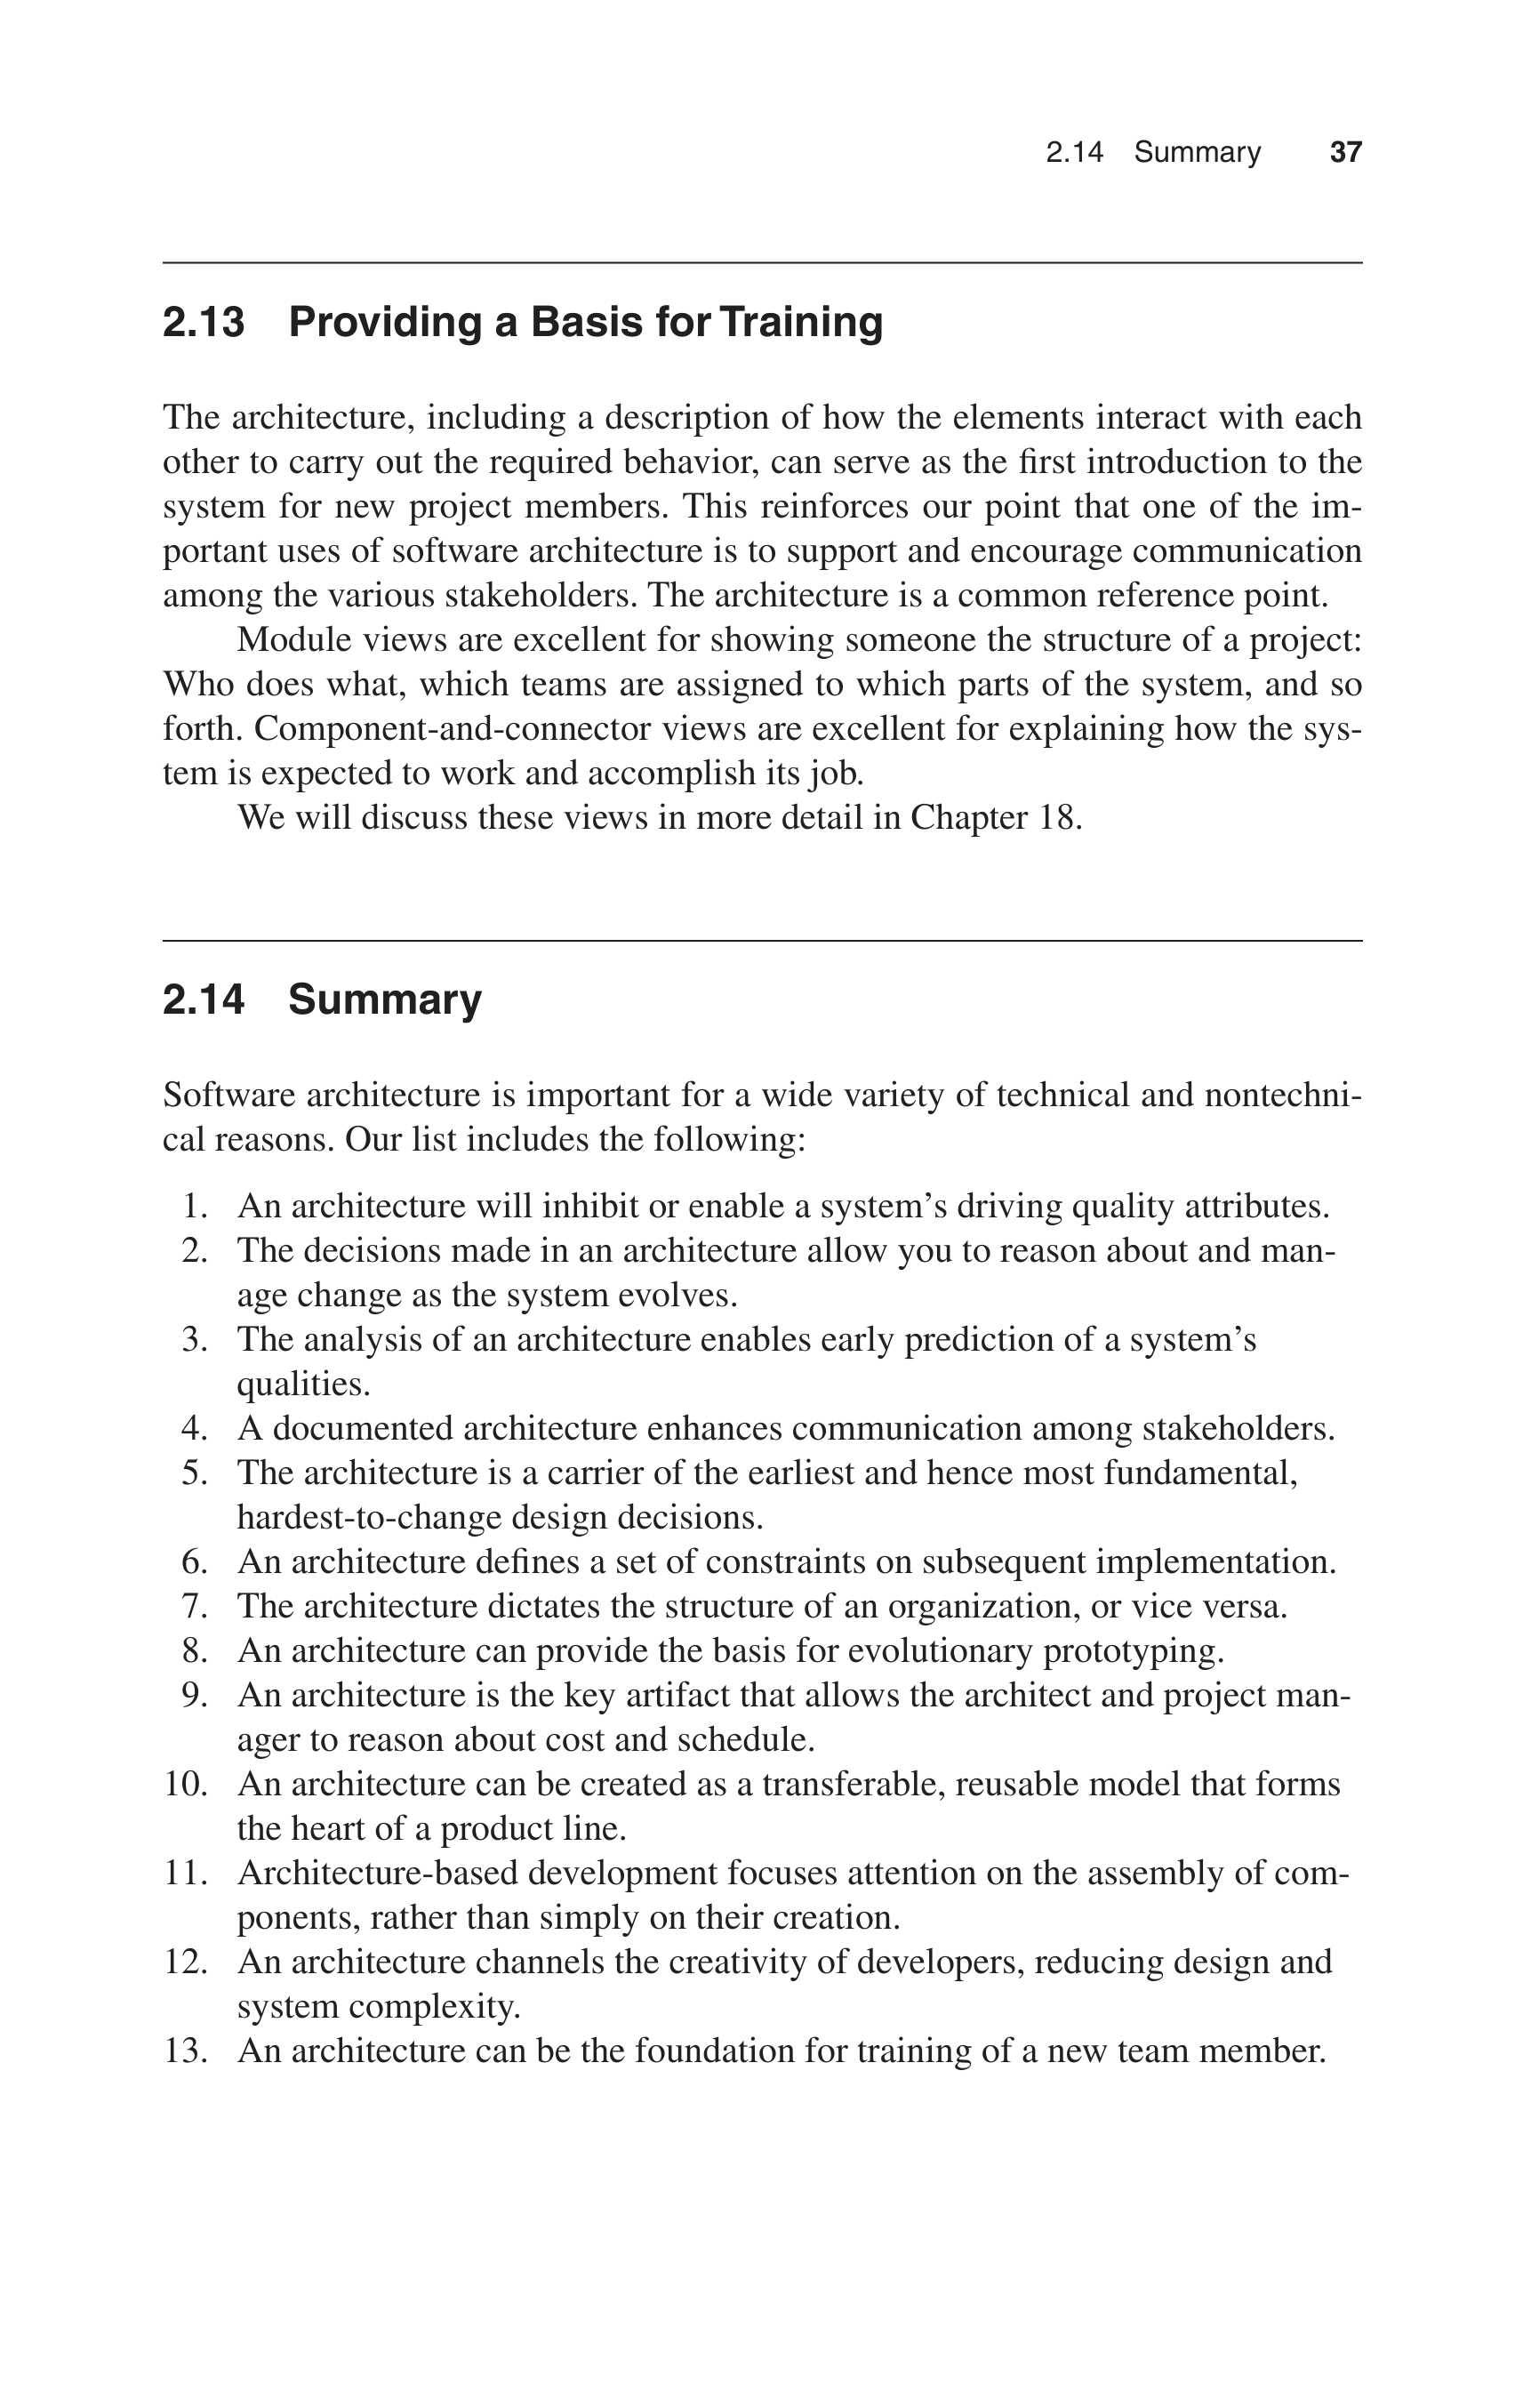 2.14 Summary 37
2.13 Providing a Basis for Training
The architecture, including a description of how the elements interact with each
other to carry out the required behavior, can serve as the first introduction to the
system for new project members. This reinforces our point that one of the im-
portant uses of software architecture is to support and encourage communication
among the various stakeholders. The architecture is a common reference point.
Module views are excellent for showing someone the structure of a project:
Who does what, which teams are assigned to which parts of the system, and so
forth. Component-and-connector views are excellent for explaining how the sys-
tem is expected to work and accomplish its job.
We will discuss these views in more detail in Chapter 18.
2.14 Summary
Software architecture is important for a wide variety of technical and nontechni-
cal reasons. Our list includes the following:
1. An architecture will inhibit or enable a system’s driving quality attributes.
2. The decisions made in an architecture allow you to reason about and man-
age change as the system evolves.
3. The analysis of an architecture enables early prediction of a system’s
qualities.
4. A documented architecture enhances communication among stakeholders.
5. The architecture is a carrier of the earliest and hence most fundamental,
hardest-to-change design decisions.
6. An architecture defines a set of constraints on subsequent implementation.
7. The architecture dictates the structure of an organization, or vice versa.
8. An architecture can provide the basis for evolutionary prototyping.
9. An architecture is the key artifact that allows the architect and project man-
ager to reason about cost and schedule.
10. An architecture can be created as a transferable, reusable model that forms
the heart of a product line.
11. Architecture-based development focuses attention on the assembly of com-
ponents, rather than simply on their creation.
12. An architecture channels the creativity of developers, reducing design and
system complexity.
13. An architecture can be the foundation for training of a new team member.